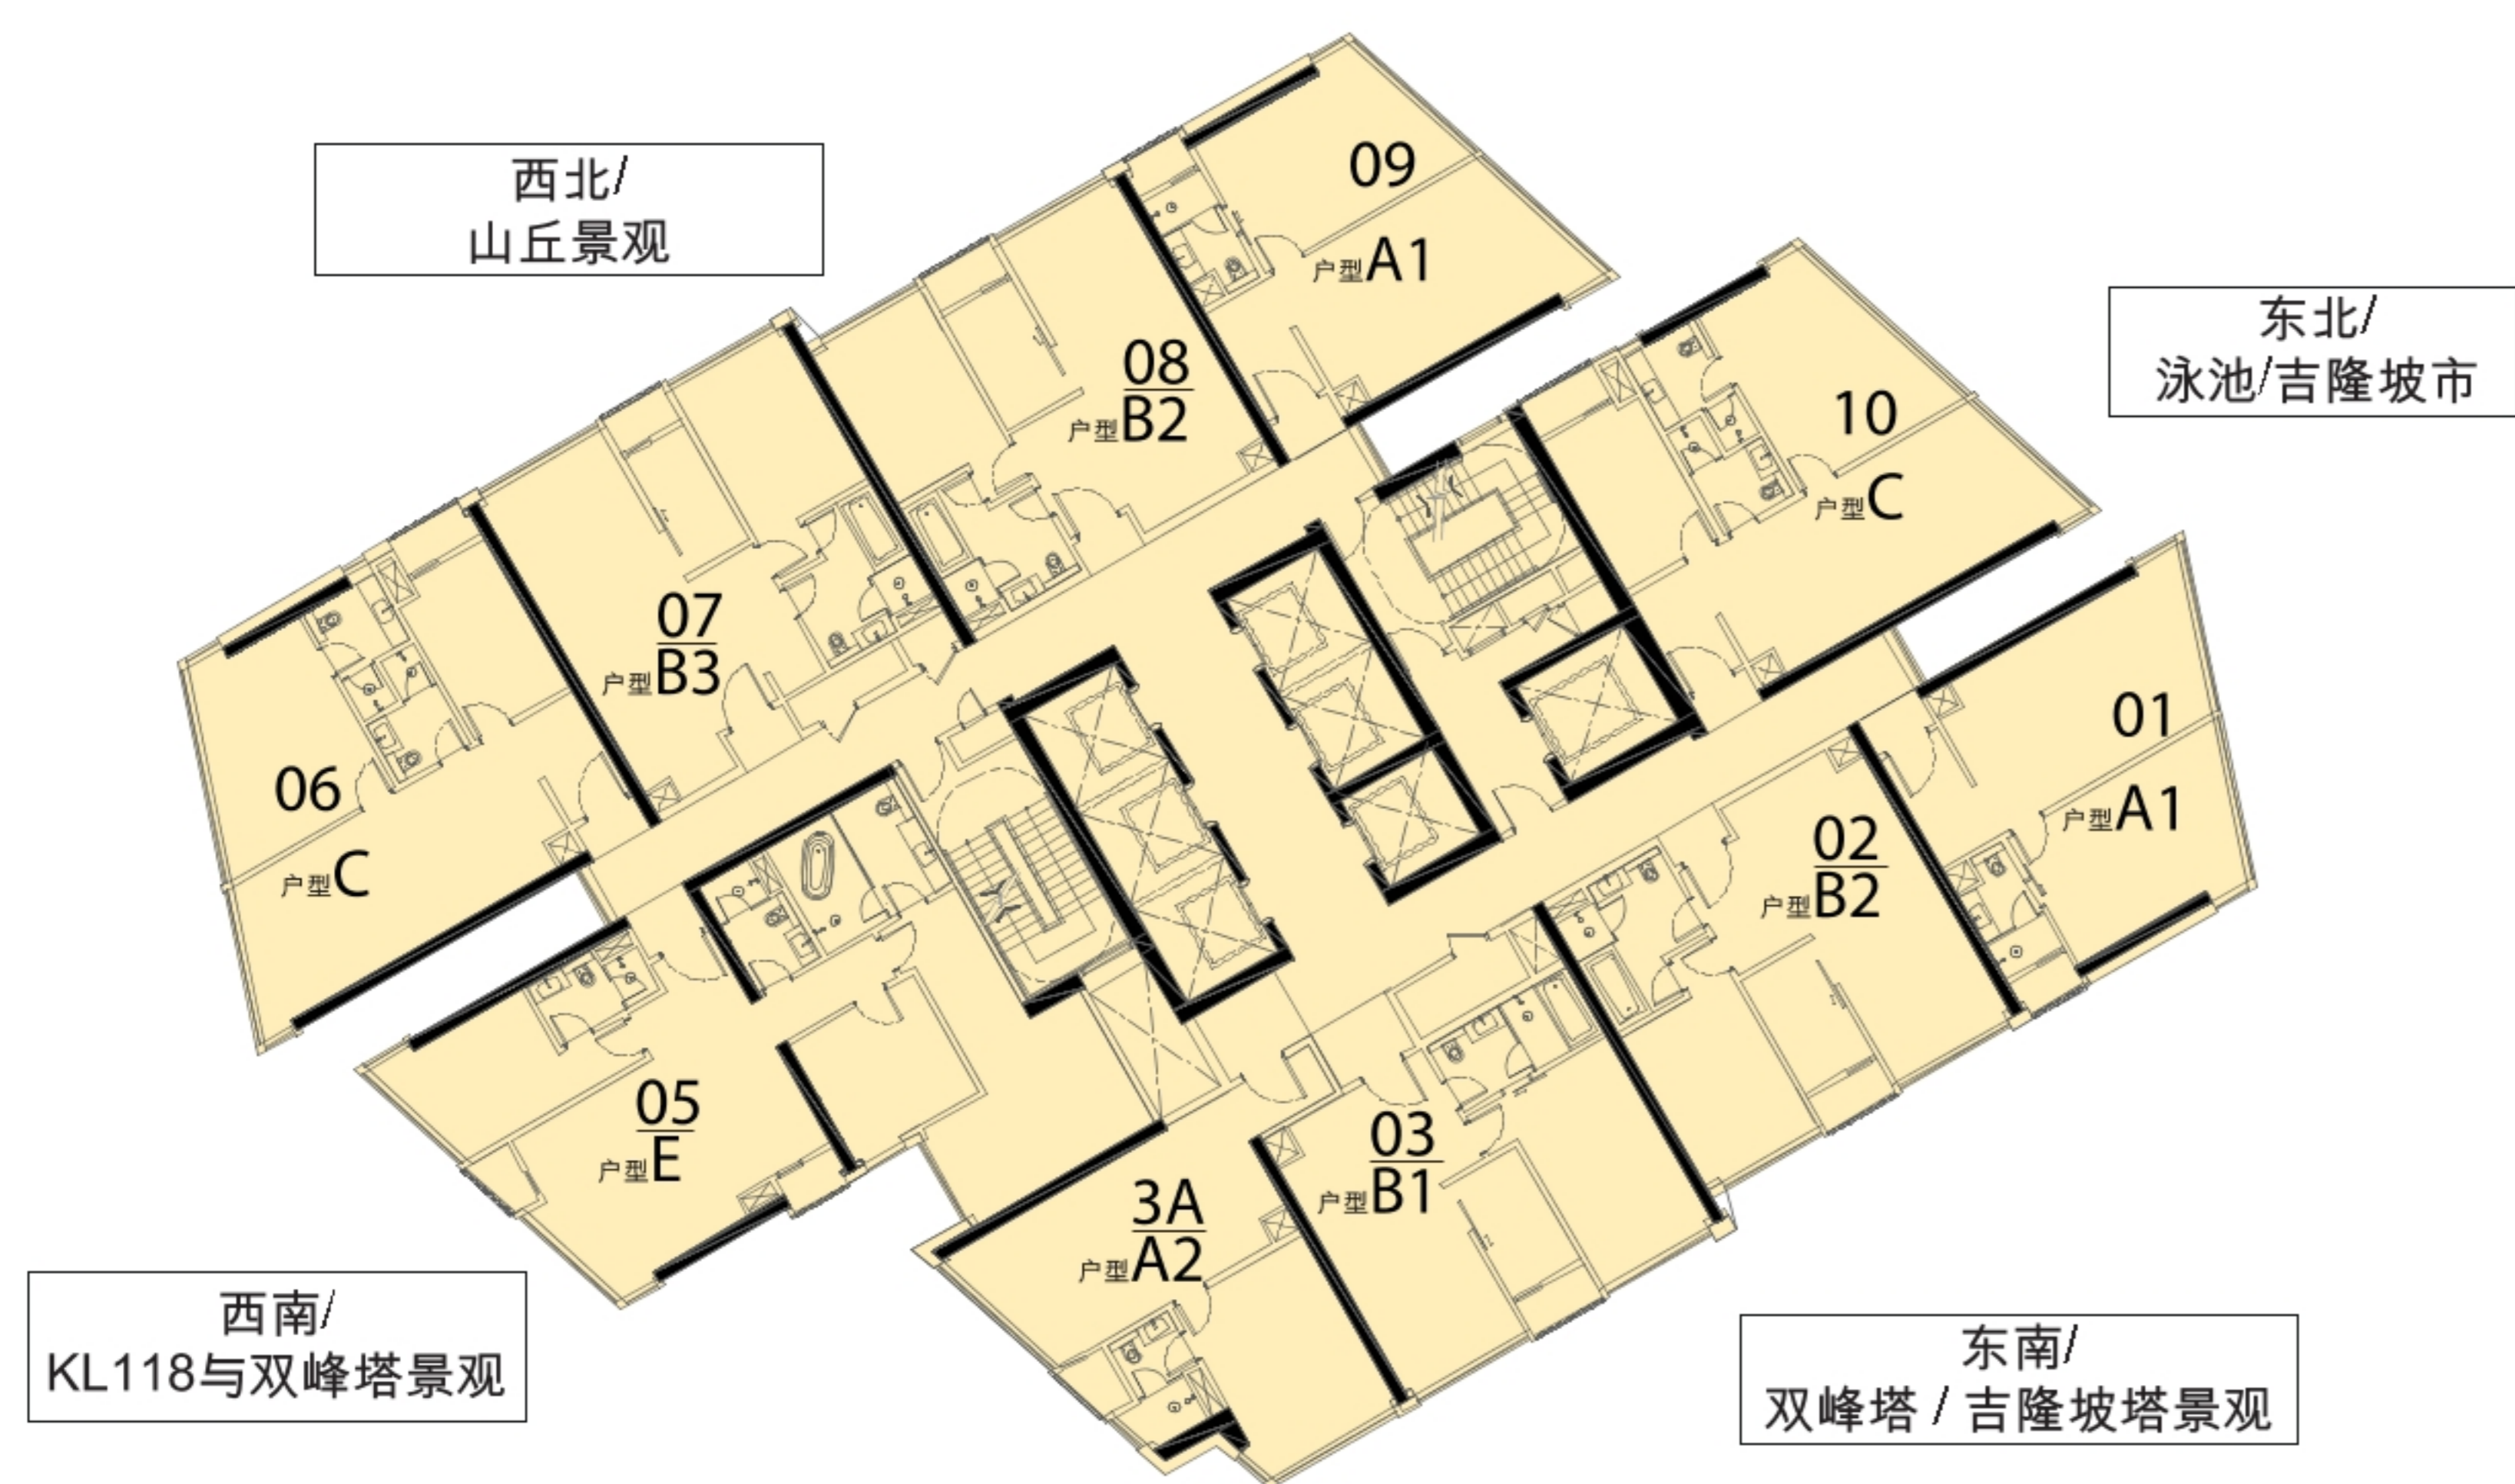 西北/
山丘景观
09
户型A1
东北/
泳池/吉隆坡市
08
户型B2
10
户型C
07
户型B3
06
户型C
01
户型A1
02
户型B2
05
户型E
03
户型B1
3A
户型A2
西南/
KL118与双峰塔景观
东南/
双峰塔 / 吉隆坡塔景观